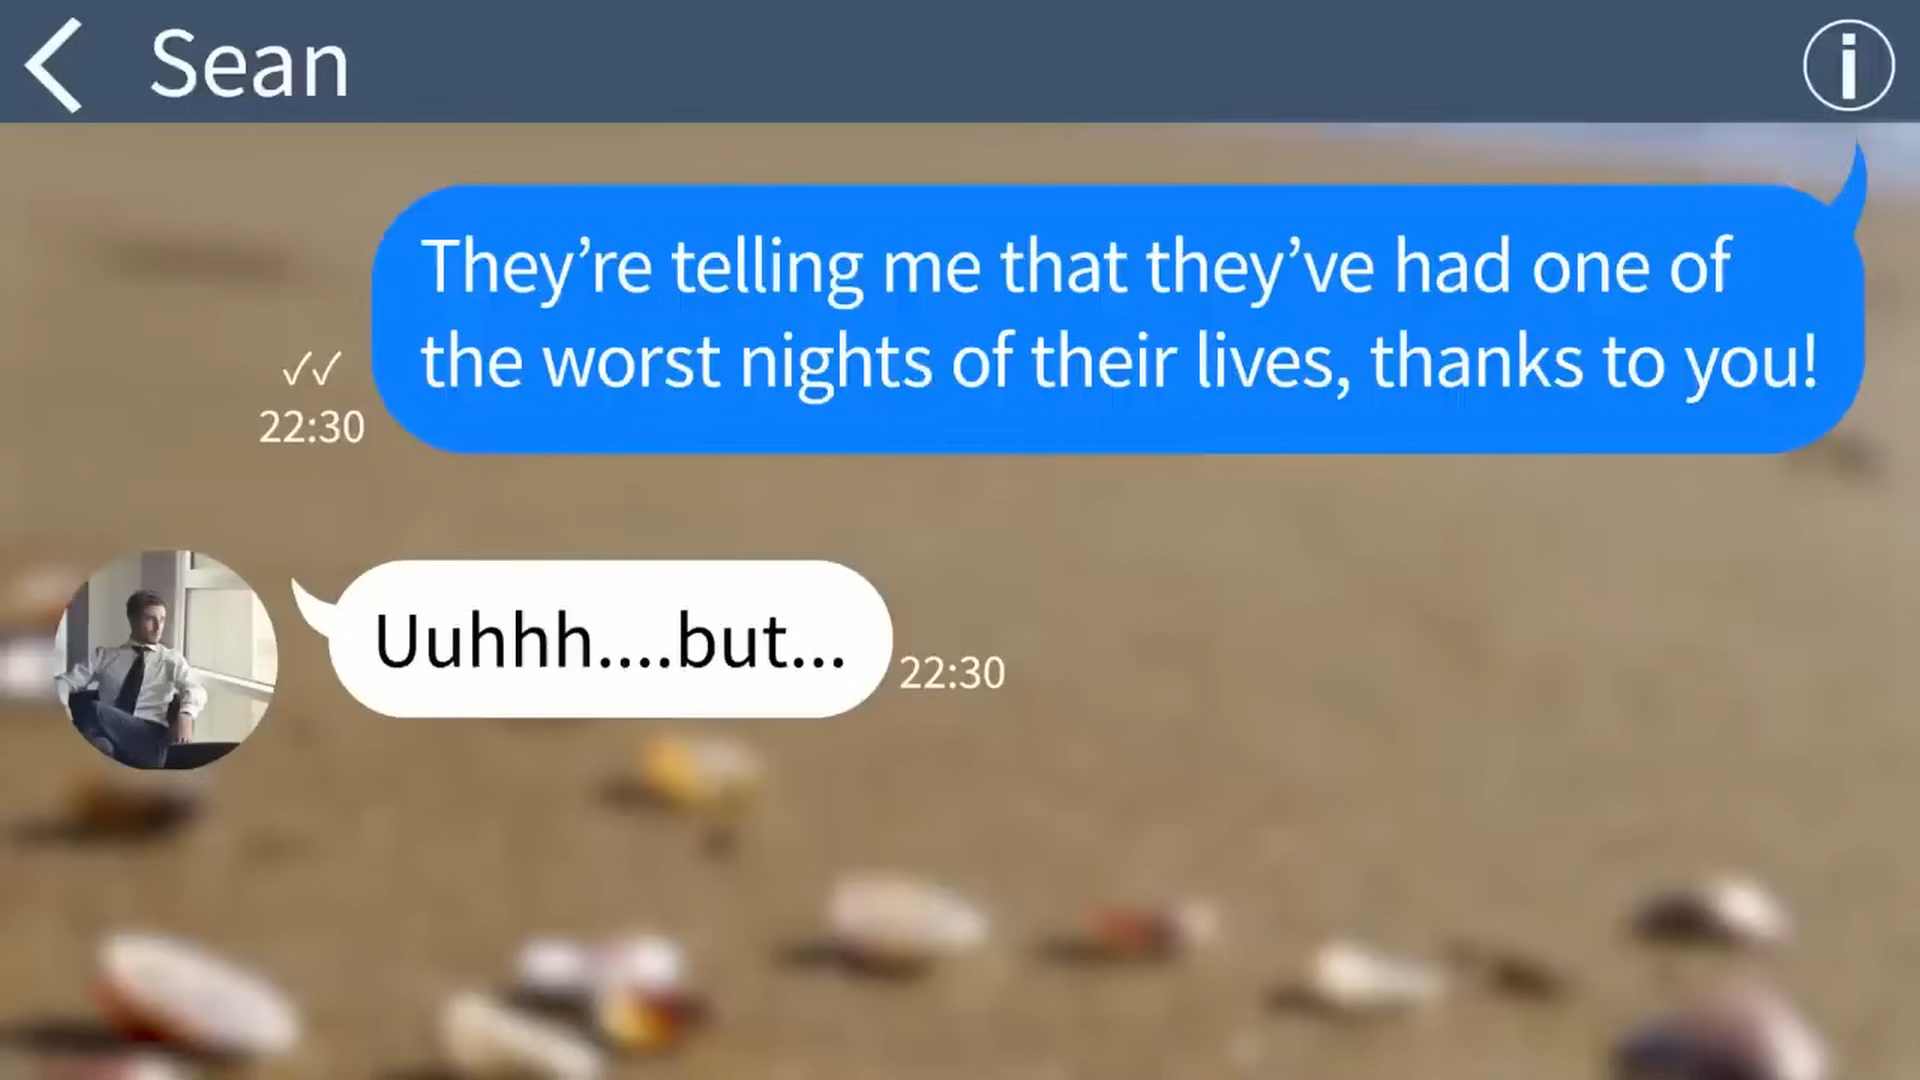 Sean
They’re telling me that they’ve had one of
the worst nights of their lives, thanks to you!
✓✓
22:30
Uuhhh....but...
22:30